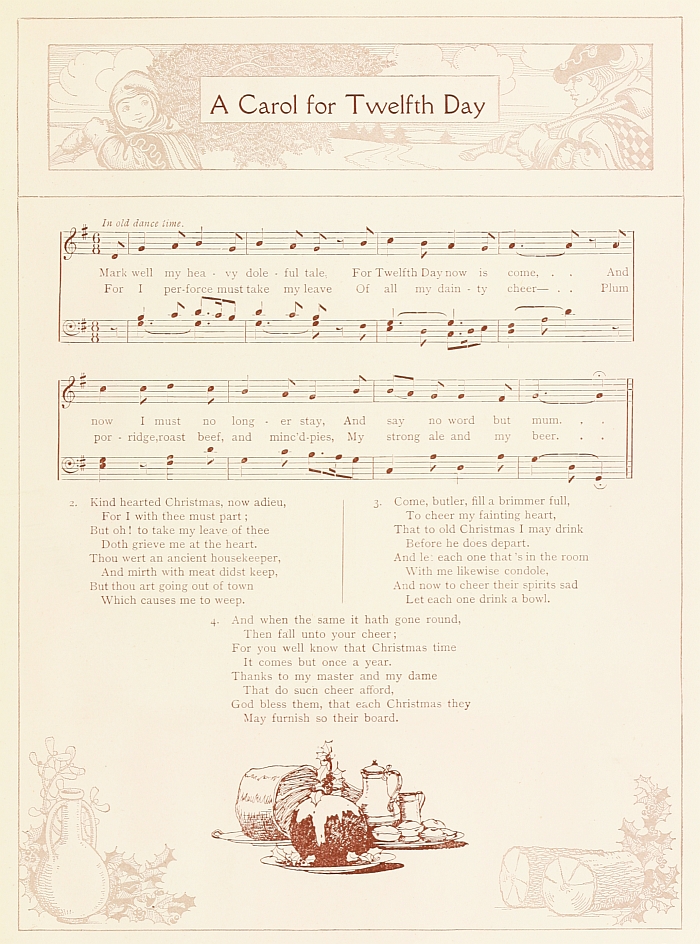 A Carol for Twelfth Day
In old dance time.
Mark well my hea - vy dole - ful tale, For Twelfth Day now is come, . . And
For I per-force must take my leave Of all my dain - ty cheer— . . Plum
now I must no long - er stay, And say no word but mum. . .
por - ridge,roast beef, and minc'd-pies, My strong ale and my beer. . .
2. Kind hearted Christmas, now adieu,
For I with thee must part ;
But oh! to take my leave of thee
Doth grieve me at the heart.
Thou wert an ancient housekeeper,
And mirth with meat didst keep,
But thou art going out of town
Which causes me to weep.
3. Come, butler, fill a brimmer full,
To cheer my fainting heart,
That to old Christmas I may drink
Before he does depart.
And let each one that's in the room
With me likewise condole,
And now to cheer their spirits sad
Let each one drink a bowl.
4. And when the same it hath gone round,
Then fall unto your cheer ;
For you well know that Christmas time
It comes but once a year.
Thanks to my master and my dame
That do such cheer afford,
God bless them, that each Christmas they
May furnish so their board.